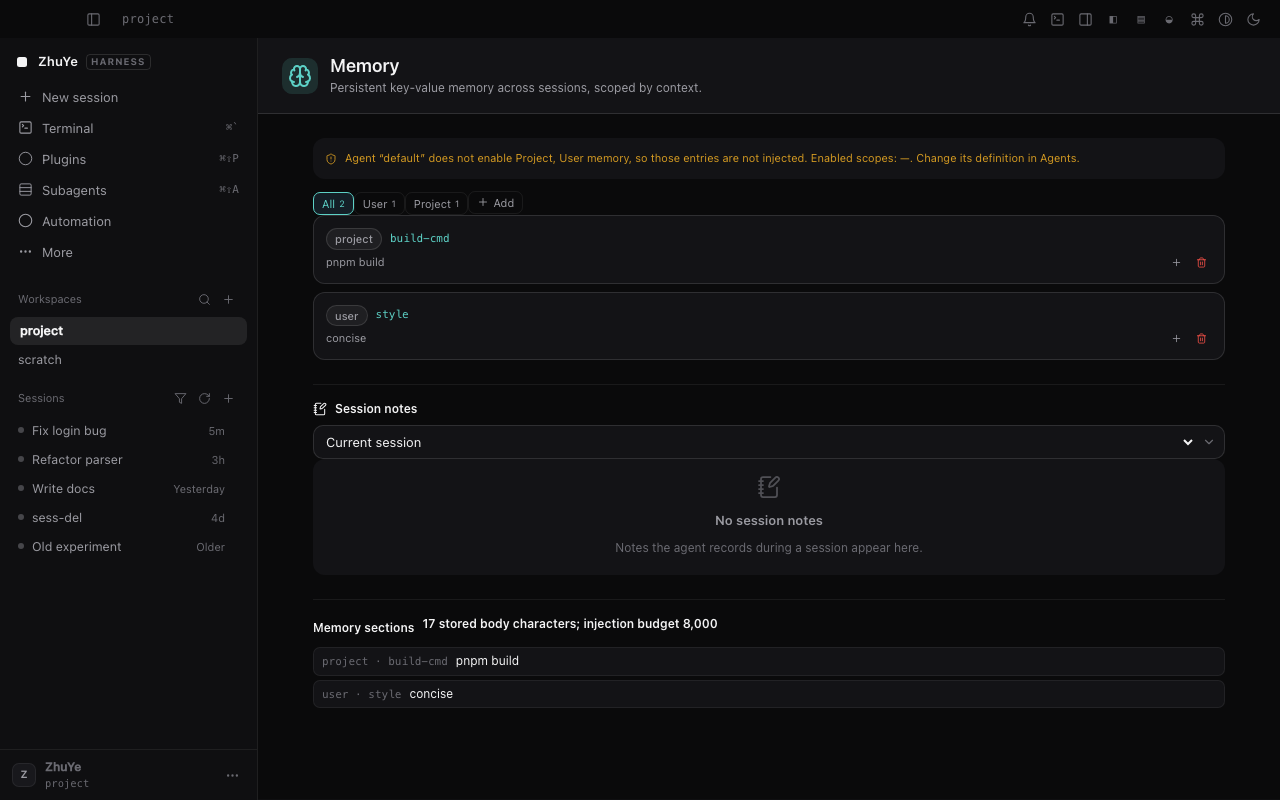 project
ZhuYe HARNESS
New session
Terminal ⌘`
Plugins ⌘⇧P
Subagents ⌘⇧A
Automation
More
Workspaces
project
scratch
Sessions
Fix login bug 5m
Refactor parser 3h
Write docs Yesterday
sess-del 4d
Old experiment Older
Z
ZhuYe
project
Memory
Persistent key-value memory across sessions, scoped by context.
Agent “default” does not enable Project, User memory, so those entries are not injected. Enabled scopes: —. Change its definition in Agents.
All 2 User 1 Project 1 Add
project build-cmd
pnpm build
user style
concise
Session notes
Current session
No session notes
Notes the agent records during a session appear here.
Memory sections 17 stored body characters; injection budget 8,000
project · build-cmd pnpm build
user · style concise